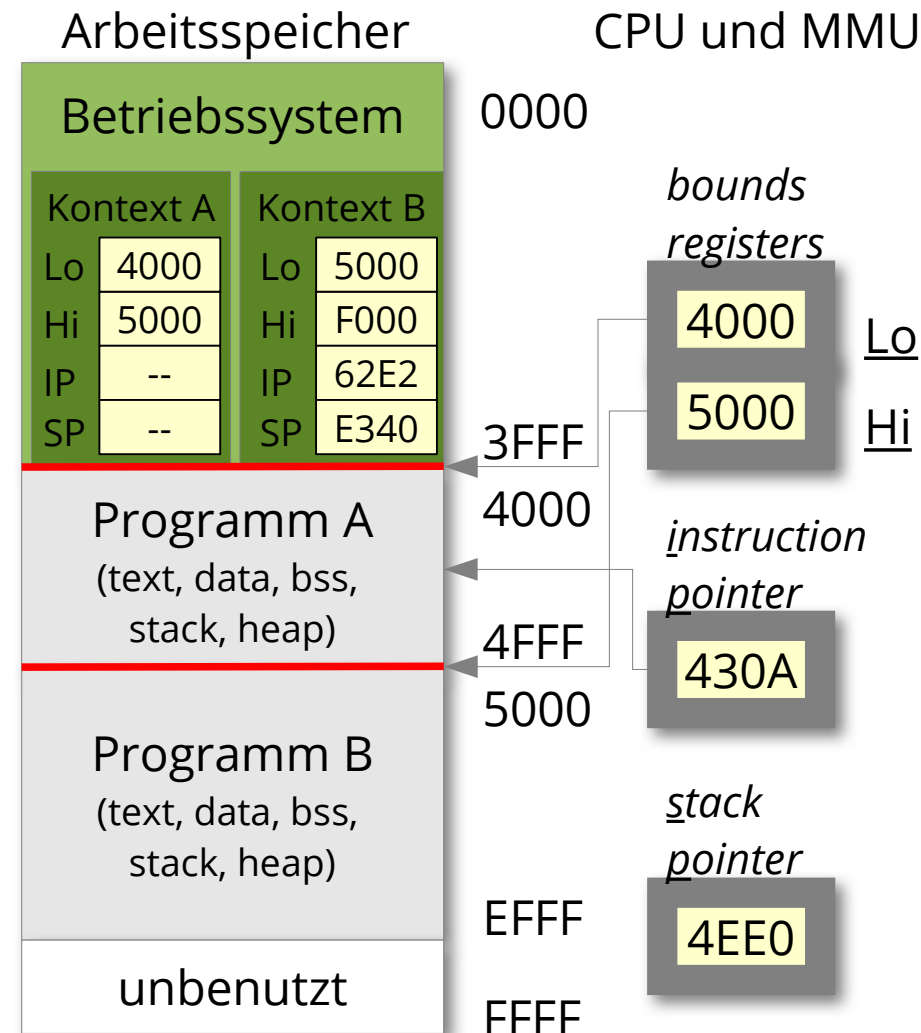 Arbeitsspeicher
CPU und MMU
Betriebssystem
0000
Kontext A
Lo 4000
Hi 5000
IP --
SP --
Kontext B
Lo 5000
Hi F000
IP 62E2
SP E340
bounds
registers
4000 Lo
5000 Hi
3FFF
4000
Programm A
(text, data, bss,
stack, heap)
instruction
pointer
430A
4FFF
5000
Programm B
(text, data, bss,
stack, heap)
stack
pointer
4EE0
EFFF
unbenutzt
FFFF